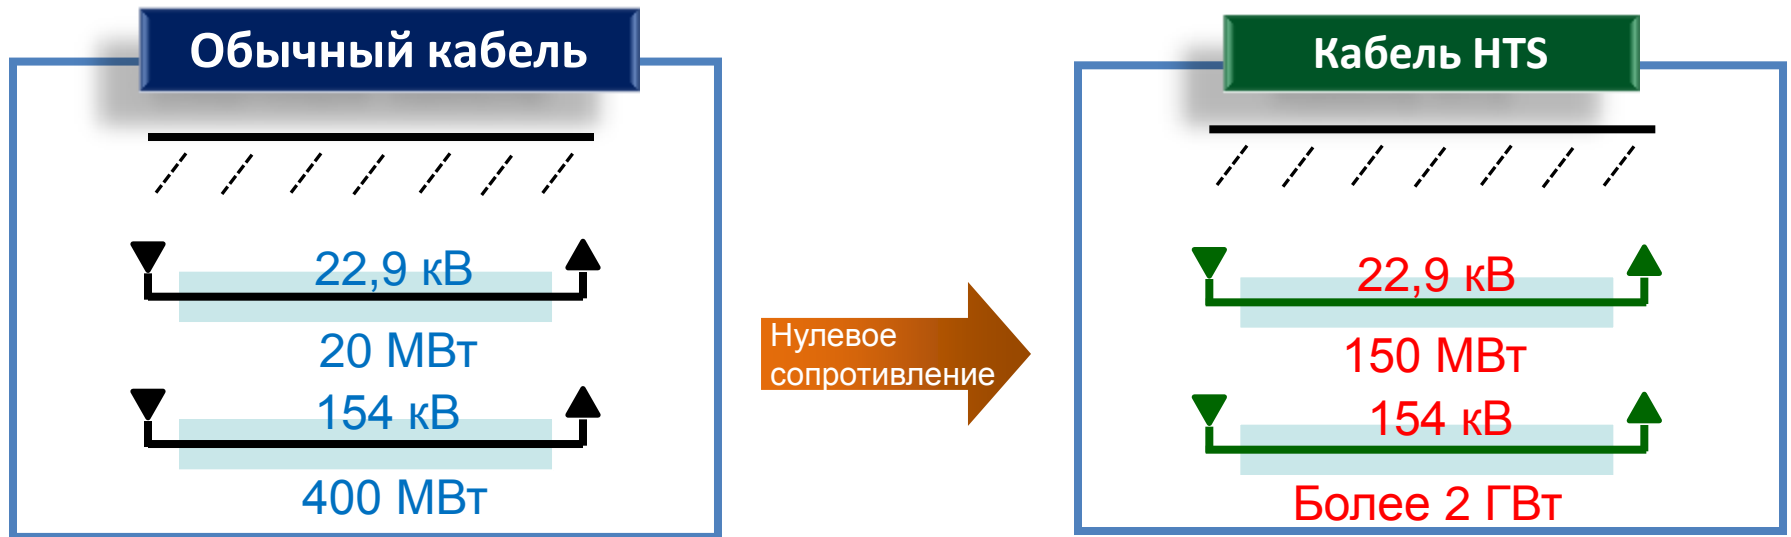 Обычный кабель
22,9 кВ
20 МВт
154 кВ
400 МВт
Нулевое
сопротивление
Кабель HTS
22,9 кВ
150 МВт
154 кВ
Более 2 ГВт